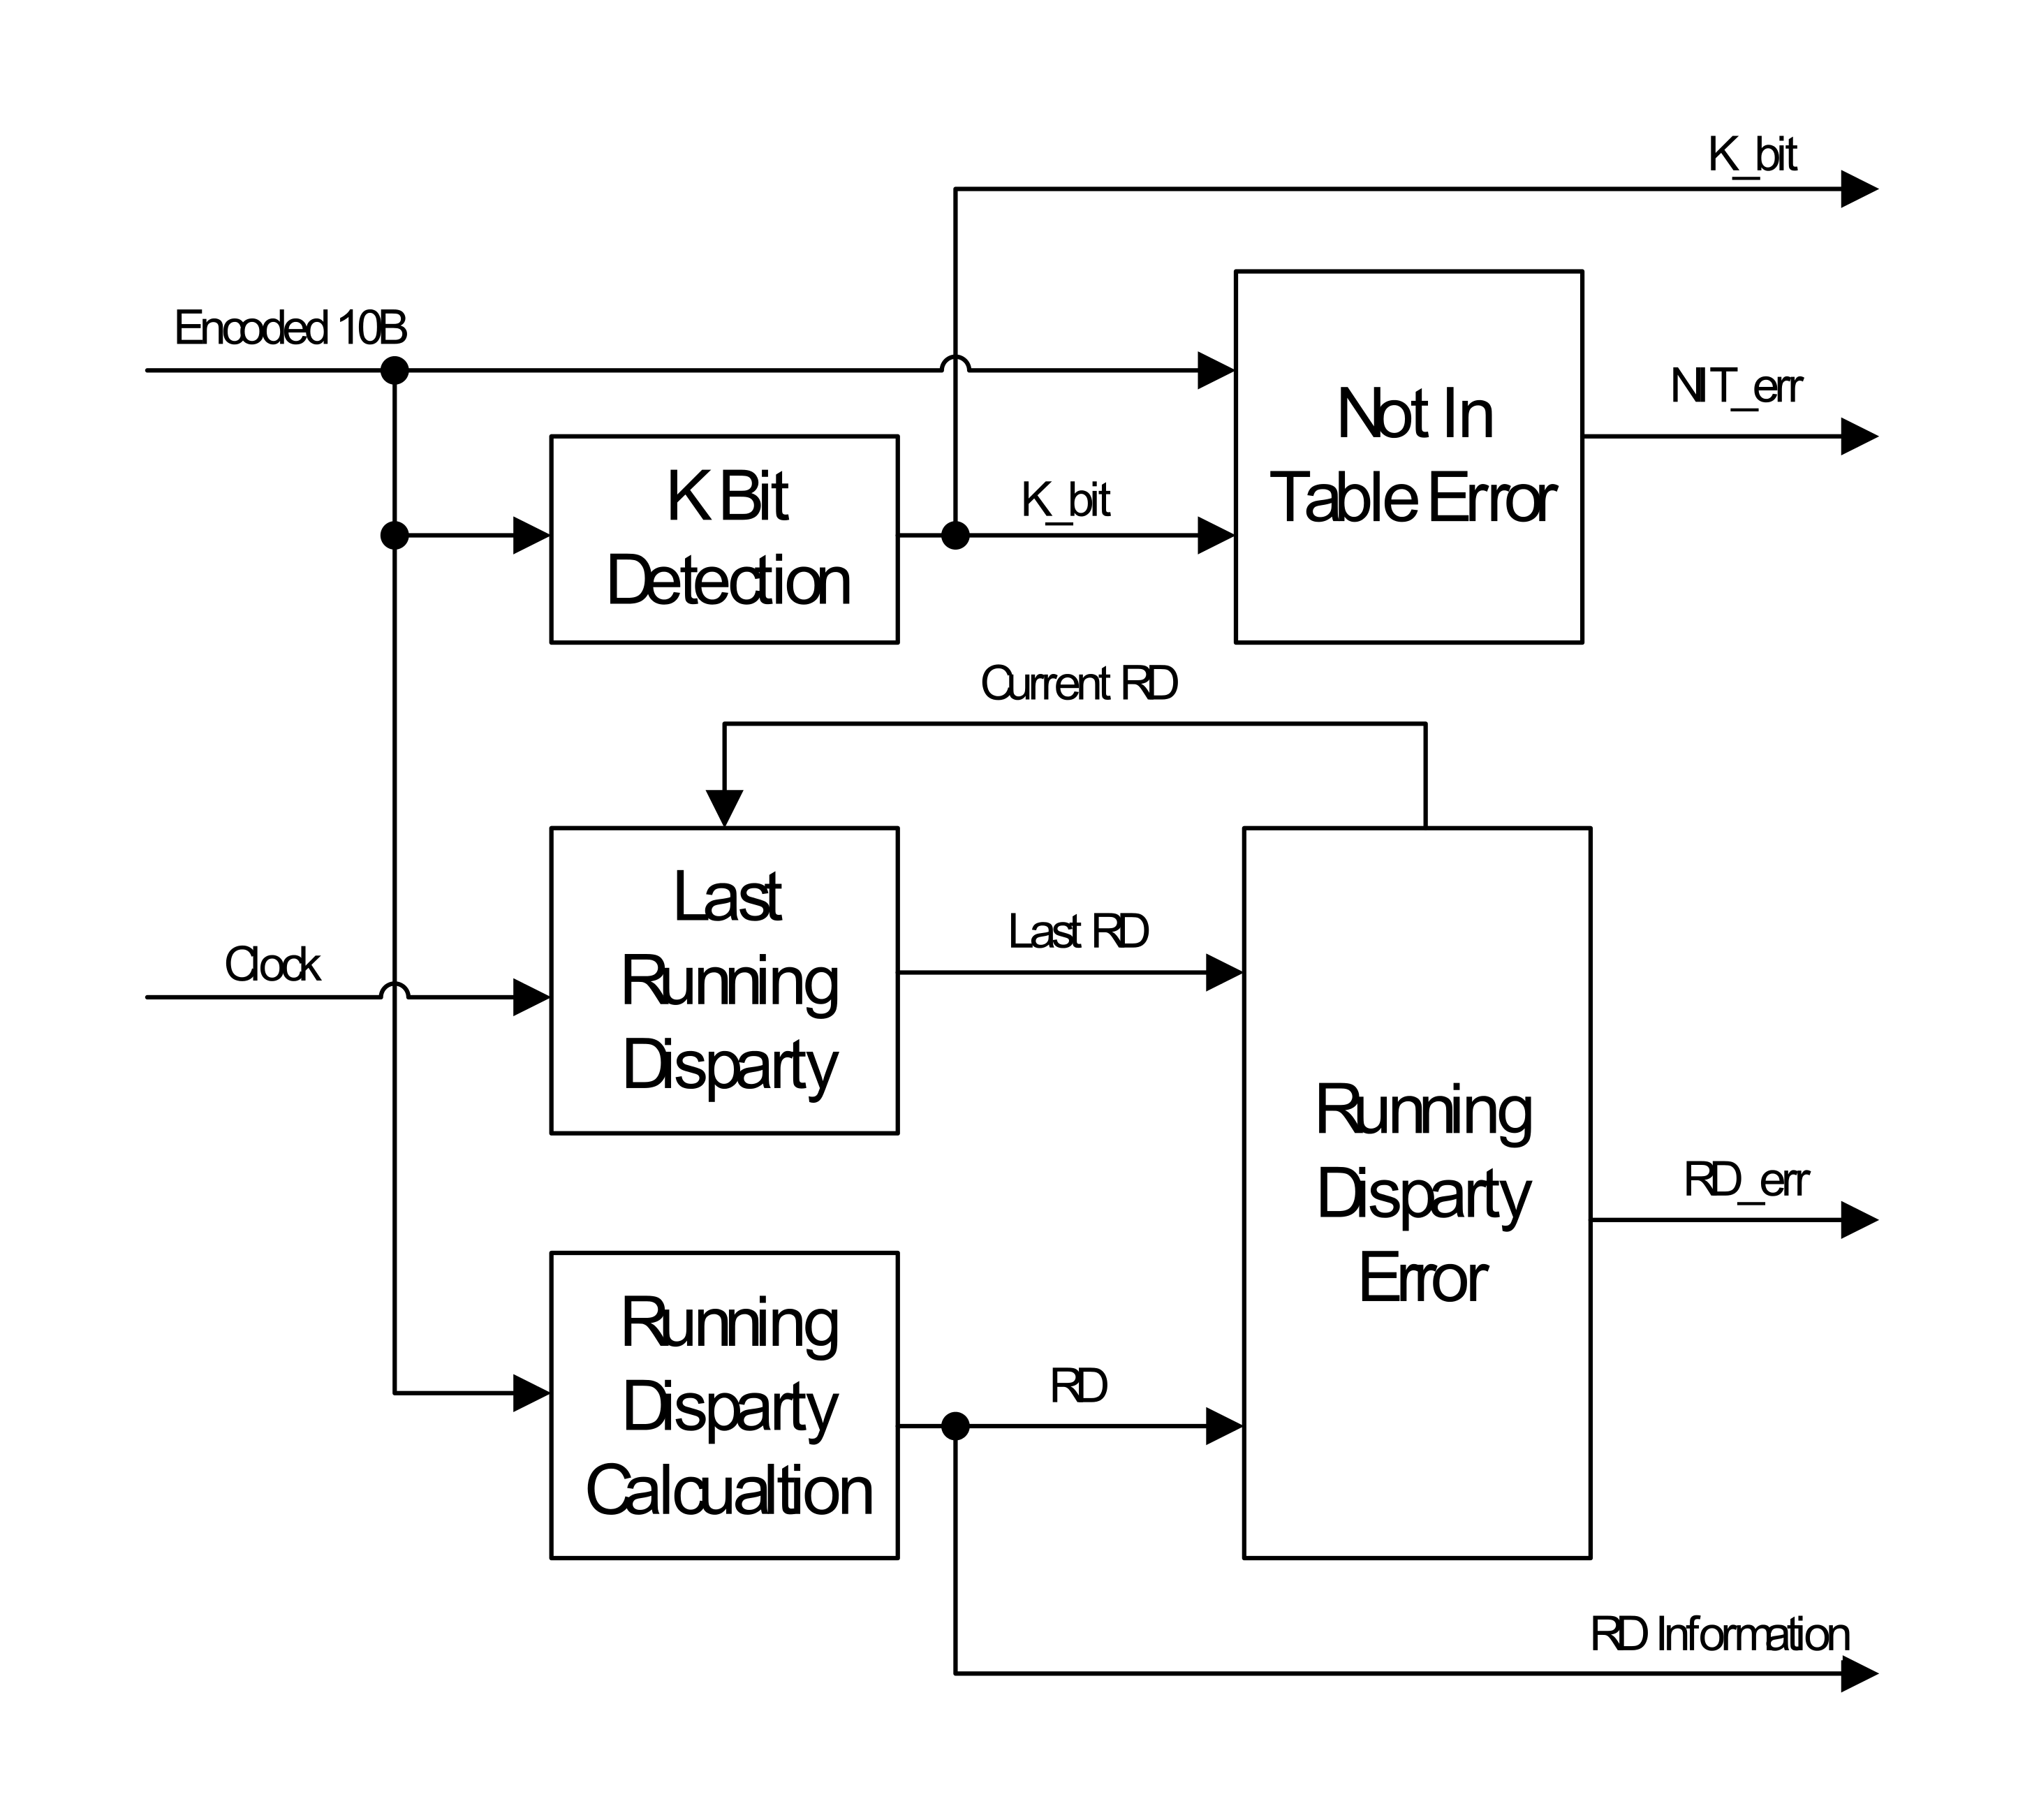 K_bit
Encoded 10B
Not In
Table Error
NIT_err
K Bit
Detection
K_bit
Current RD
Last
Running
Disparty
Clock
Last RD
Running
Disparty
Error
RD_err
Running
Disparty
Calcualtion
RD
RD Information